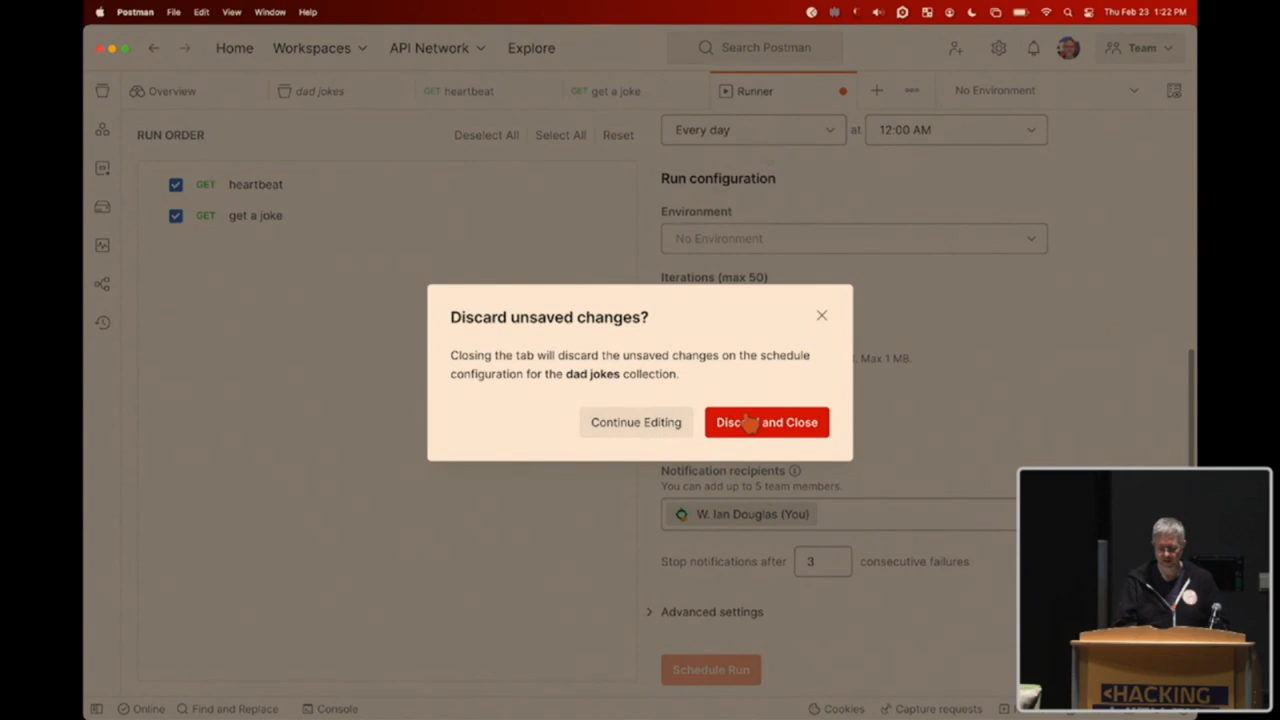 Postman File Edit View Window Help Thu Feb 23 1:22 PM
Home Workspaces API Network Explore Search Postman Team
Overview dad jokes GET heartbeat GET get a joke Runner No Environment
RUN ORDER Deselect All Select All Reset
GET heartbeat
GET get a joke
Every day at 12:00 AM
Run configuration
Environment
No Environment
Iterations (max 50)
Max 1 MB.
Discard unsaved changes?
Closing the tab will discard the unsaved changes on the schedule
configuration for the dad jokes collection.
Continue Editing and Close
Notification recipients
You can add up to 5 team members.
W. Ian Douglas (You)
Stop notifications after 3 consecutive failures
Advanced settings
Schedule Run
Online Find and Replace Console Cookies Capture requests
<HACKING